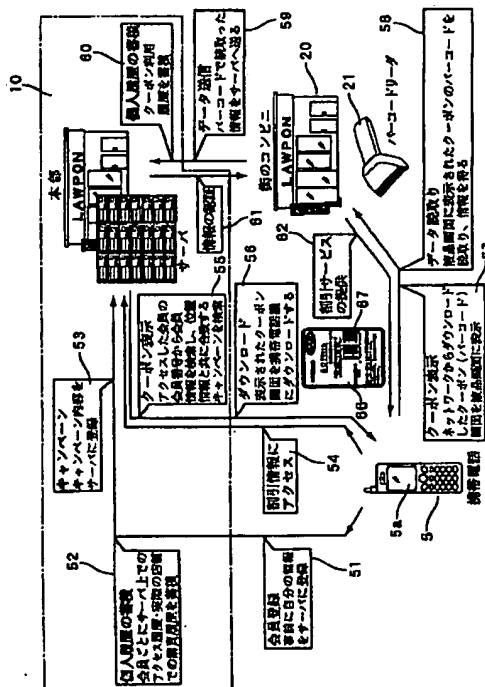 10
本部
LAWPON
サーバ
60
個人履歴の蓄積
クーポン利用
履歴を蓄積
59
データ送信
バーコードで読取った
情報をサーバへ送る
61
情報の配信
街のコンビニ
LAWPON
20
21
バーコードリーダ
58
データ読取り
液晶画面に表示されたクーポンのバーコードを
読取り、情報を得る
62
割引サービス
の提供
53
キャンペーン
キャンペーン内容を
サーバに登録
55
クーポン表示
アクセスした会員の
会員番号から会員
情報を検索し、位置
情報と共に合致する
キャンペーンを検索
56
ダウンロード
表示されたクーポン
画面を携帯電話機
にダウンロードする
67
66
57
クーポン表示
ネットワークからダウンロード
したクーポン(バーコード)
画面を液晶画面に表示
54
割引情報に
アクセス
52
個人履歴の蓄積
会員ごとにサーバ上での
アクセス履歴・実際の店舗
での購買履歴を蓄積
51
会員登録
事前に自分の情報
をサーバに登録
5a
5
携帯電話